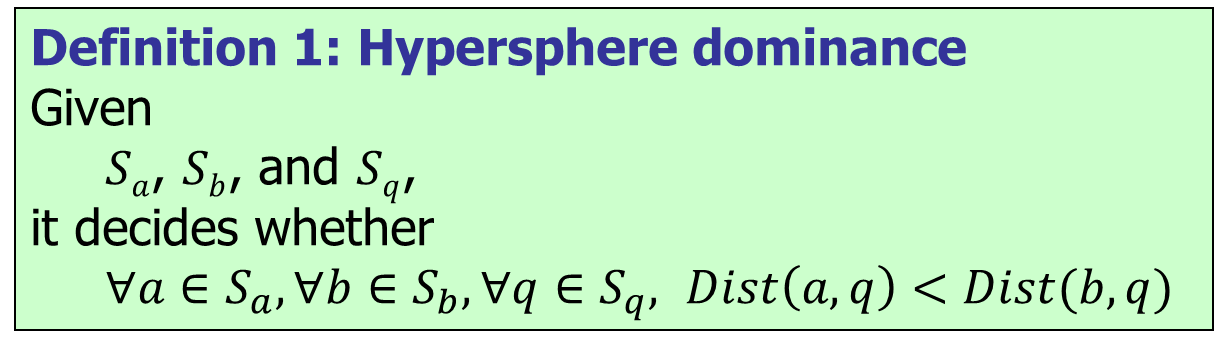 Definition 1: Hypersphere dominance
Given
S_a, S_b, and S_q,
it decides whether
∀a ∈ S_a, ∀b ∈ S_b, ∀q ∈ S_q, Dist(a, q) < Dist(b, q)